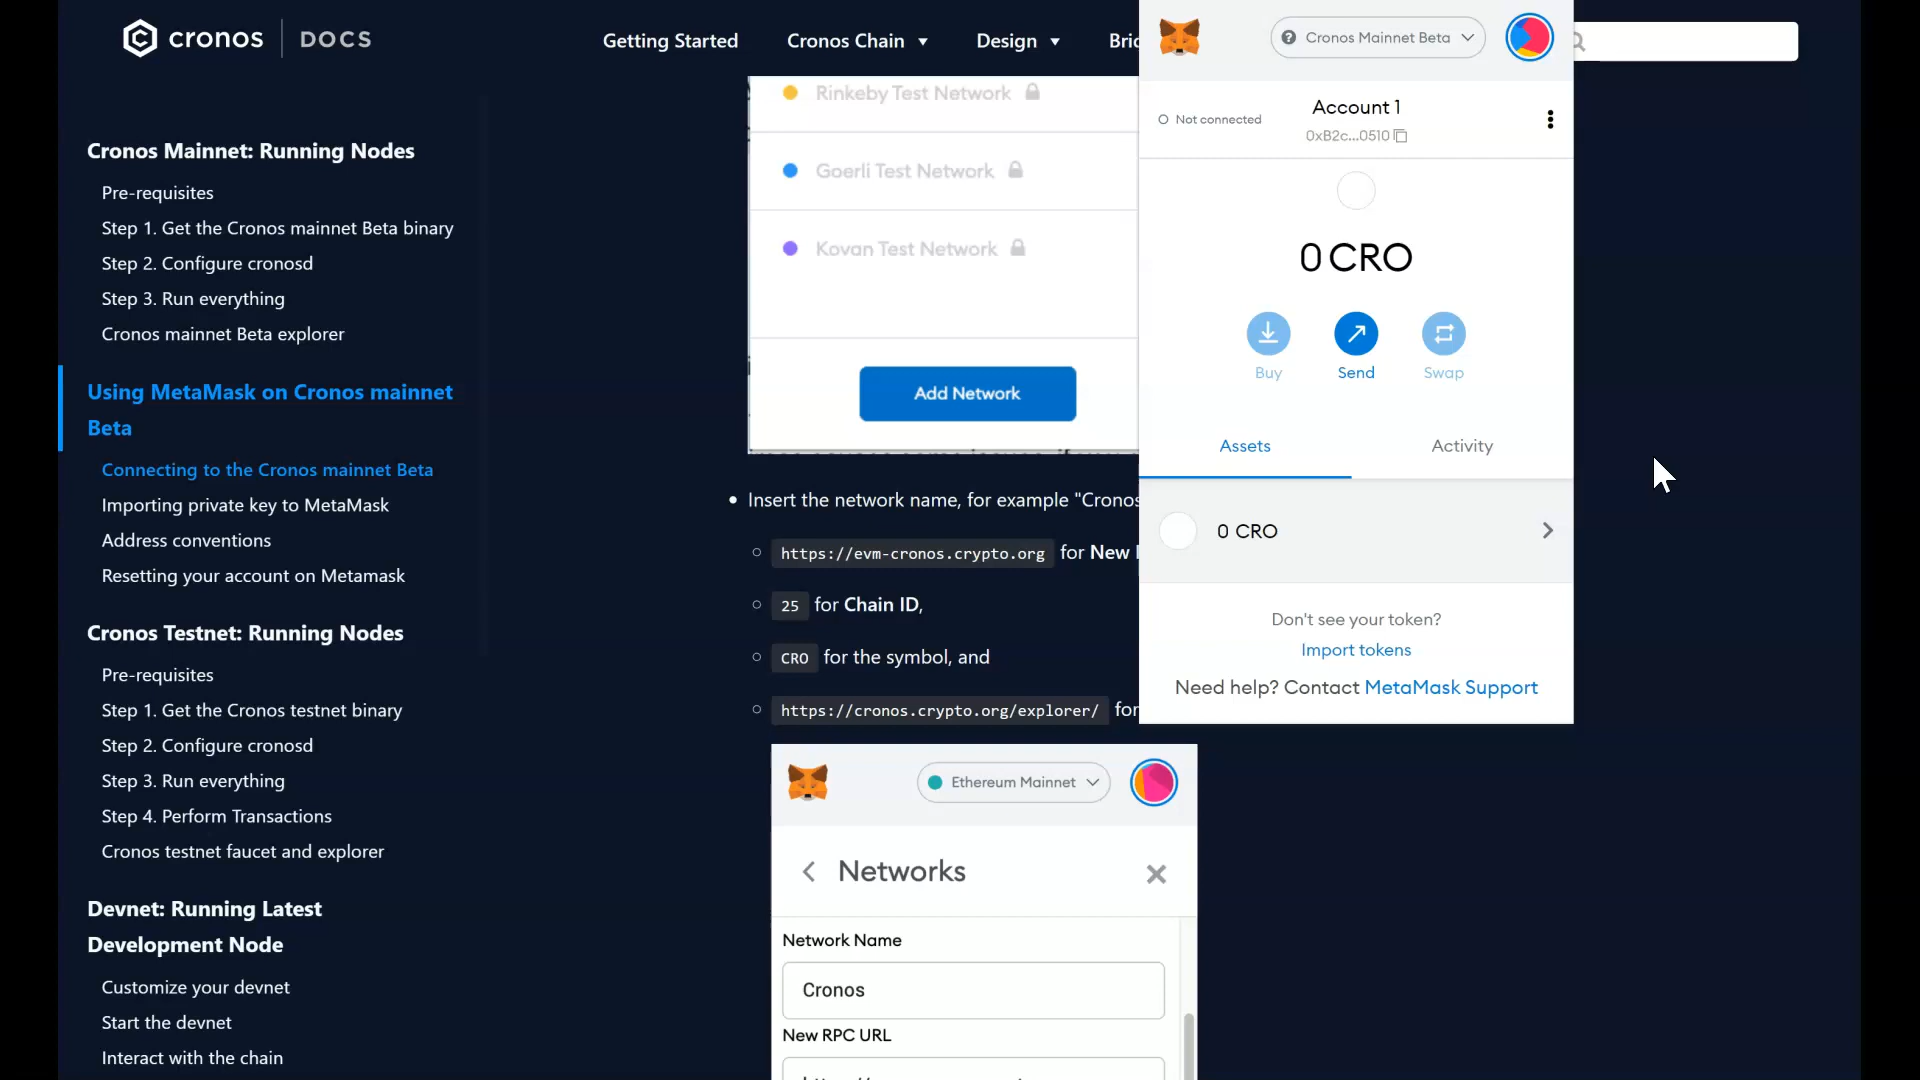 cronos DOCS
Getting Started
Cronos Chain
Design
Cronos Mainnet: Running Nodes
Pre-requisites
Step 1. Get the Cronos mainnet Beta binary
Step 2. Configure cronosd
Step 3. Run everything
Cronos mainnet Beta explorer
Using MetaMask on Cronos mainnet
Beta
Connecting to the Cronos mainnet Beta
Importing private key to MetaMask
Address conventions
Resetting your account on Metamask
Cronos Testnet: Running Nodes
Pre-requisites
Step 1. Get the Cronos testnet binary
Step 2. Configure cronosd
Step 3. Run everything
Step 4. Perform Transactions
Cronos testnet faucet and explorer
Devnet: Running Latest
Development Node
Customize your devnet
Start the devnet
Interact with the chain
Rinkeby Test Network
Goerli Test Network
Kovan Test Network
Add Network
Insert the network name, for example "Cronos
https://evm-cronos.crypto.org for New
25 for Chain ID,
CRO for the symbol, and
https://cronos.crypto.org/explorer/ for
Ethereum Mainnet
Networks
Network Name
Cronos
New RPC URL
Cronos Mainnet Beta
Not connected
Account 1
0xB2c...0510
0 CRO
Buy
Send
Swap
Assets
Activity
0 CRO
Don't see your token?
Import tokens
Need help? Contact MetaMask Support